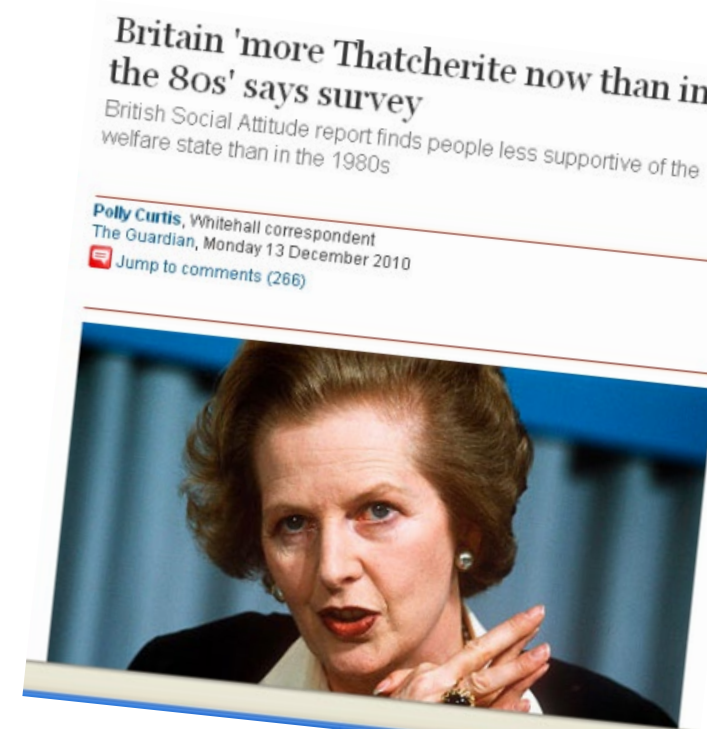 Britain 'more Thatcherite now than in
the 80s' says survey
British Social Attitude report finds people less supportive of the
welfare state than in the 1980s
Polly Curtis, Whitehall correspondent
The Guardian, Monday 13 December 2010
Jump to comments (266)